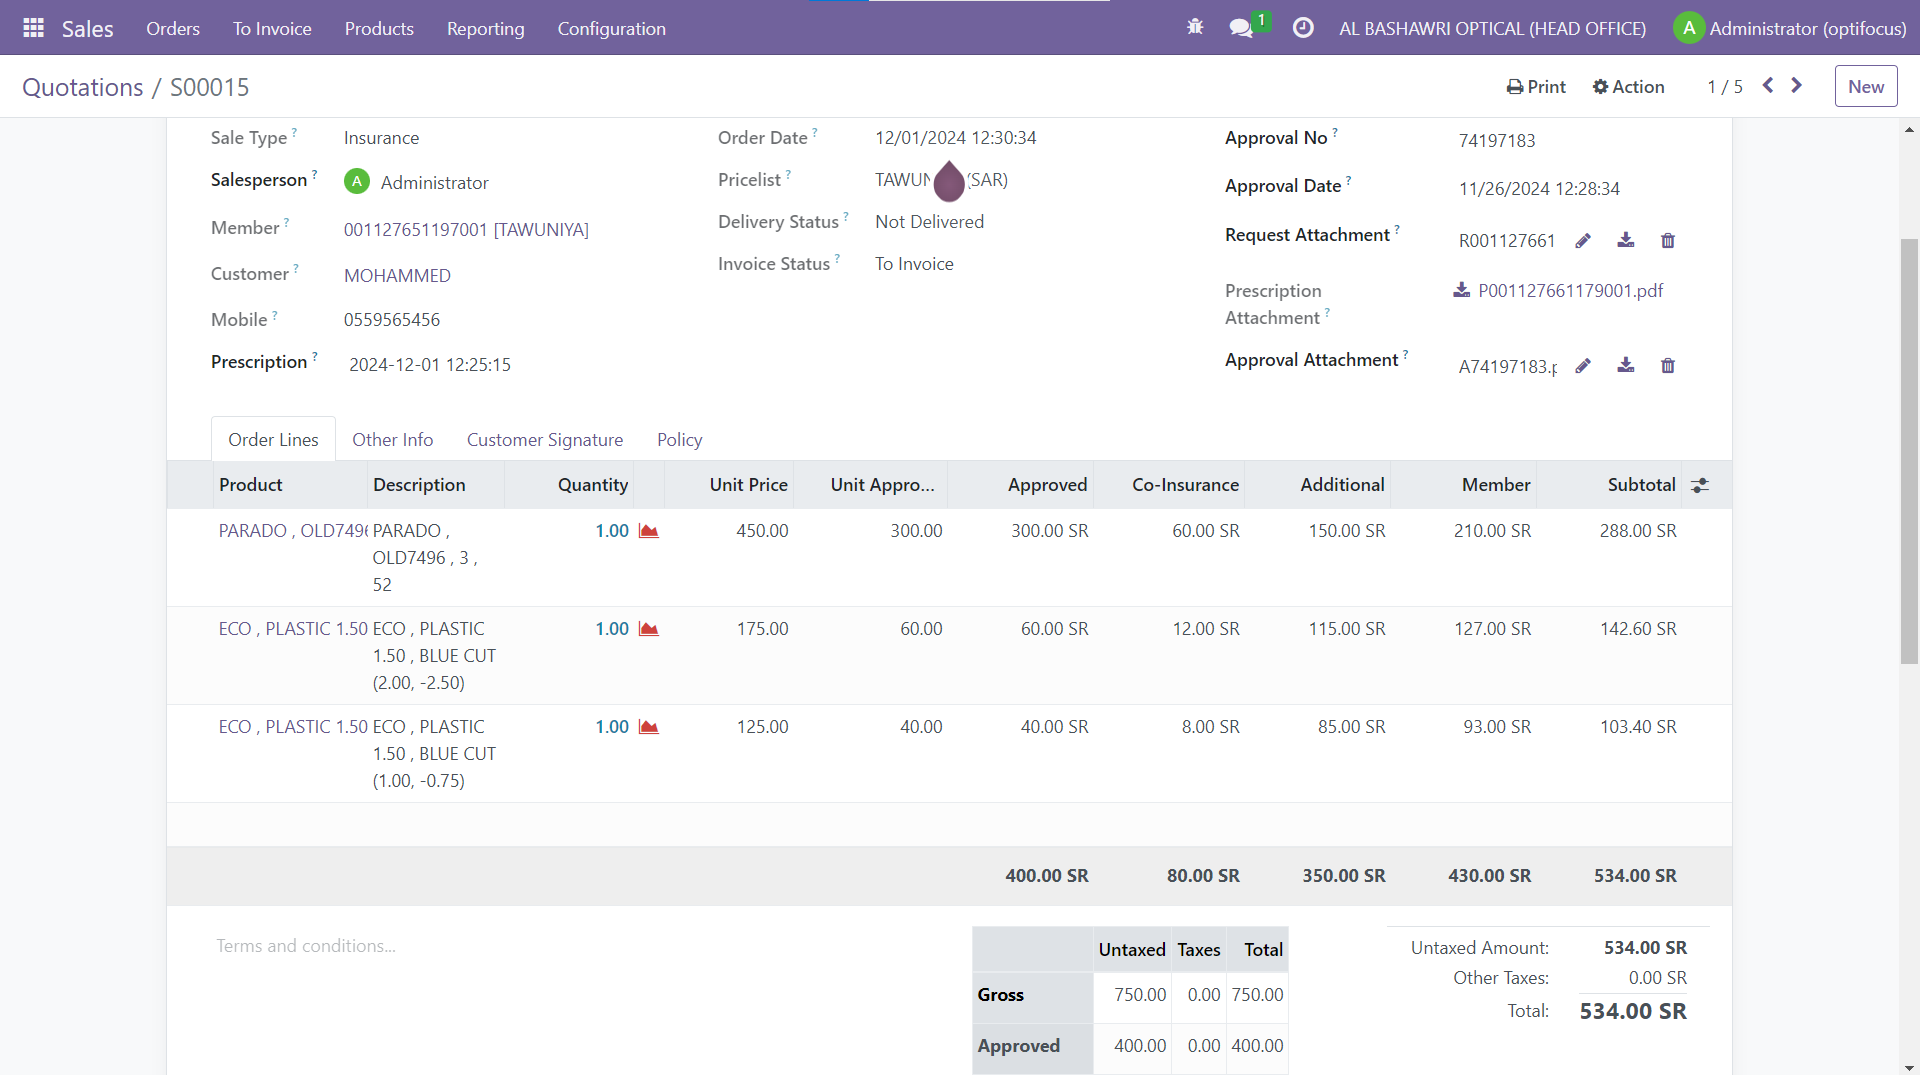 Sales Orders To Invoice Products Reporting Configuration 1 AL BASHAWRI OPTICAL (HEAD OFFICE) A Administrator (optifocus)
Quotations / S00015 Print Action 1 / 5 New
Sale Type ? Insurance
Salesperson ? A Administrator
Member ? 001127651197001 [TAWUNIYA]
Customer ? MOHAMMED
Mobile ? 0559565456
Prescription ? 2024-12-01 12:25:15
Order Date ? 12/01/2024 12:30:34
Pricelist ? (SAR)
Delivery Status ? Not Delivered
Invoice Status ? To Invoice
Approval No ? 74197183
Approval Date ? 11/26/2024 12:28:34
Request Attachment ? R001127661
Prescription P001127661179001.pdf
Attachment ?
Approval Attachment ? A74197183.p
Order Lines Other Info Customer Signature Policy
Product Description Quantity Unit Price Unit Appro... Approved Co-Insurance Additional Member Subtotal
PARADO , OLD7496 PARADO , 1.00 450.00 300.00 300.00 SR 60.00 SR 150.00 SR 210.00 SR 288.00 SR
OLD7496 , 3 ,
52
ECO , PLASTIC 1.50 ECO , PLASTIC 1.00 175.00 60.00 60.00 SR 12.00 SR 115.00 SR 127.00 SR 142.60 SR
1.50 , BLUE CUT
(2.00, -2.50)
ECO , PLASTIC 1.50 ECO , PLASTIC 1.00 125.00 40.00 40.00 SR 8.00 SR 85.00 SR 93.00 SR 103.40 SR
1.50 , BLUE CUT
(1.00, -0.75)
400.00 SR 80.00 SR 350.00 SR 430.00 SR 534.00 SR
Terms and conditions...
Untaxed Taxes Total
Gross 750.00 0.00 750.00
Approved 400.00 0.00 400.00
Untaxed Amount: 534.00 SR
Other Taxes: 0.00 SR
Total: 534.00 SR